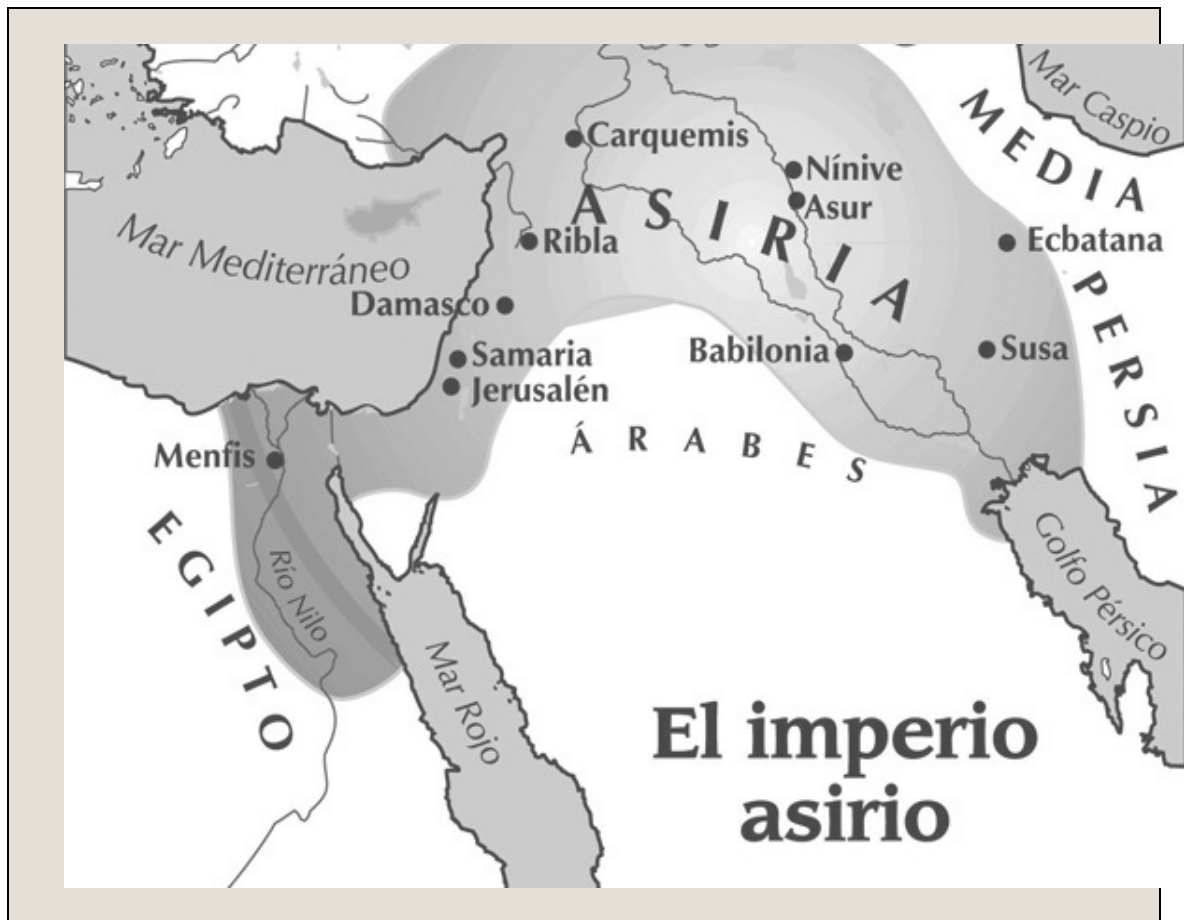 Mar Caspio
MEDIA
Carquemis
Nínive
Asur
ASIRIA
Mar Mediterráneo
Ribla
Ecbatana
PERSIA
Damasco
Samaria
Jerusalén
Babilonia
Susa
ÁRABES
Menfis
EGIPTO
Río Nilo
Golfo Pérsico
Mar Rojo
El imperio
asirio